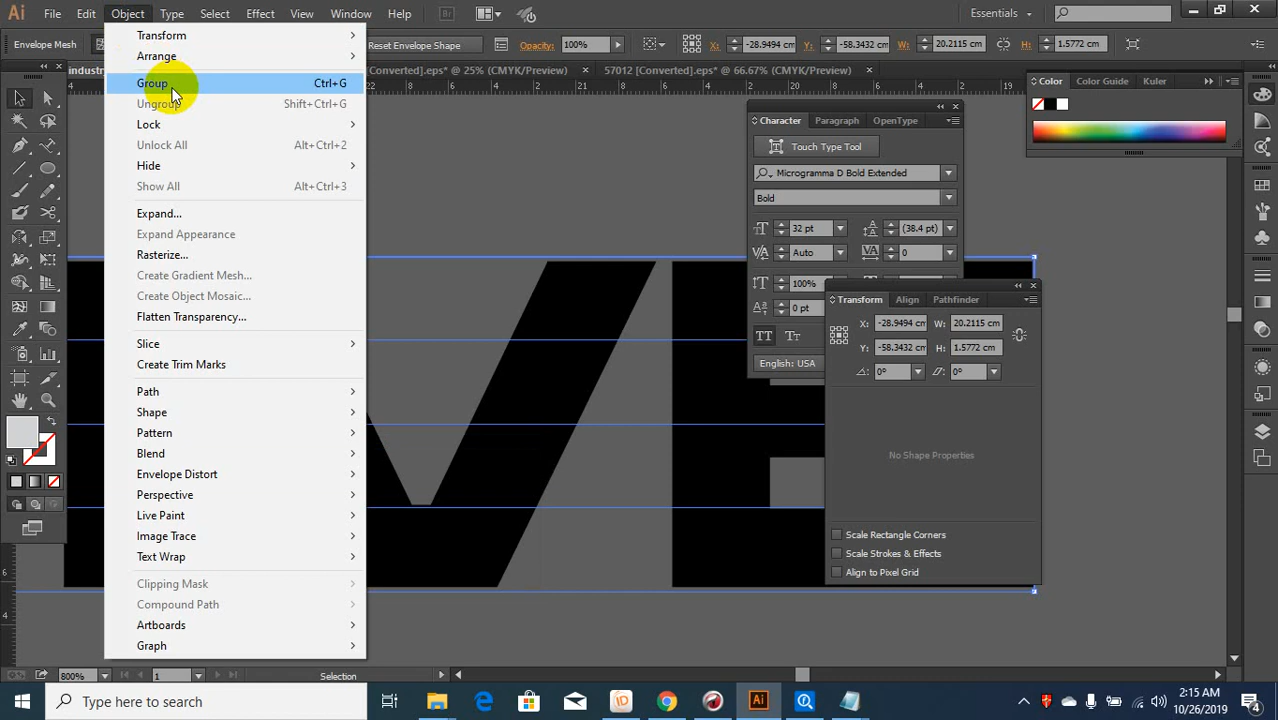 File Edit Object Type Select Effect View Window Help Br Essentials
Envelope Mesh Reset Envelope Shape Opacity: 100% X: -28.9494 cm Y: -58.3432 cm W: 20.2115 cm H: 1.5772 cm
industr [Converted].eps* @ 25% (CMYK/Preview) 57012 [Converted].eps* @ 66.67% (CMYK/Preview)
Transform
Arrange
Group Ctrl+G
Ungroup Shift+Ctrl+G
Lock
Unlock All Alt+Ctrl+2
Hide
Show All Alt+Ctrl+3
Expand...
Expand Appearance
Rasterize...
Create Gradient Mesh...
Create Object Mosaic...
Flatten Transparency...
Slice
Create Trim Marks
Path
Shape
Pattern
Blend
Envelope Distort
Perspective
Live Paint
Image Trace
Text Wrap
Clipping Mask
Compound Path
Artboards
Graph
Character Paragraph OpenType
Touch Type Tool
Microgramma D Bold Extended
Bold
32 pt (38.4 pt)
Auto 0
100%
0 pt
English: USA
Color Color Guide Kuler
Transform Align Pathfinder
X: -28.9494 cm W: 20.2115 cm
Y: -58.3432 cm H: 1.5772 cm
0° 0°
No Shape Properties
Scale Rectangle Corners
Scale Strokes & Effects
Align to Pixel Grid
800% 1 Selection
Type here to search
iD Ai
2:15 AM
10/26/2019
4